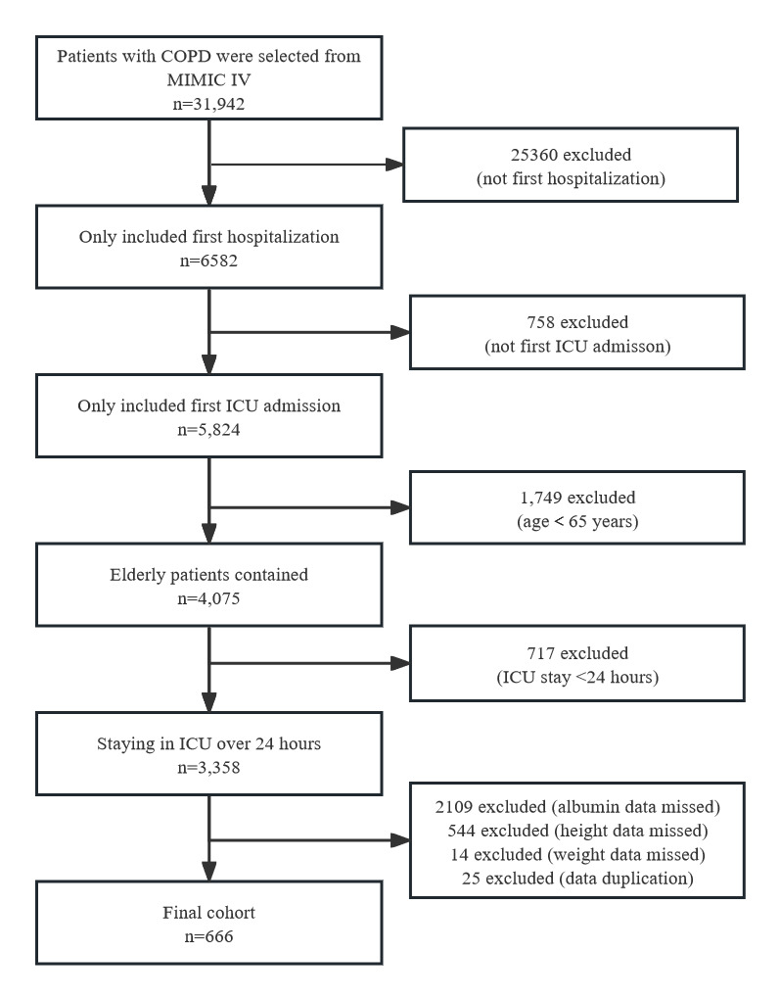 Patients with COPD were selected from
MIMIC IV
n=31,942
25360 excluded
(not first hospitalization)
Only included first hospitalization
n=6582
758 excluded
(not first ICU admisson)
Only included first ICU admission
n=5,824
1,749 excluded
(age < 65 years)
Elderly patients contained
n=4,075
717 excluded
(ICU stay <24 hours)
Staying in ICU over 24 hours
n=3,358
2109 excluded (albumin data missed)
544 excluded (height data missed)
14 excluded (weight data missed)
25 excluded (data duplication)
Final cohort
n=666